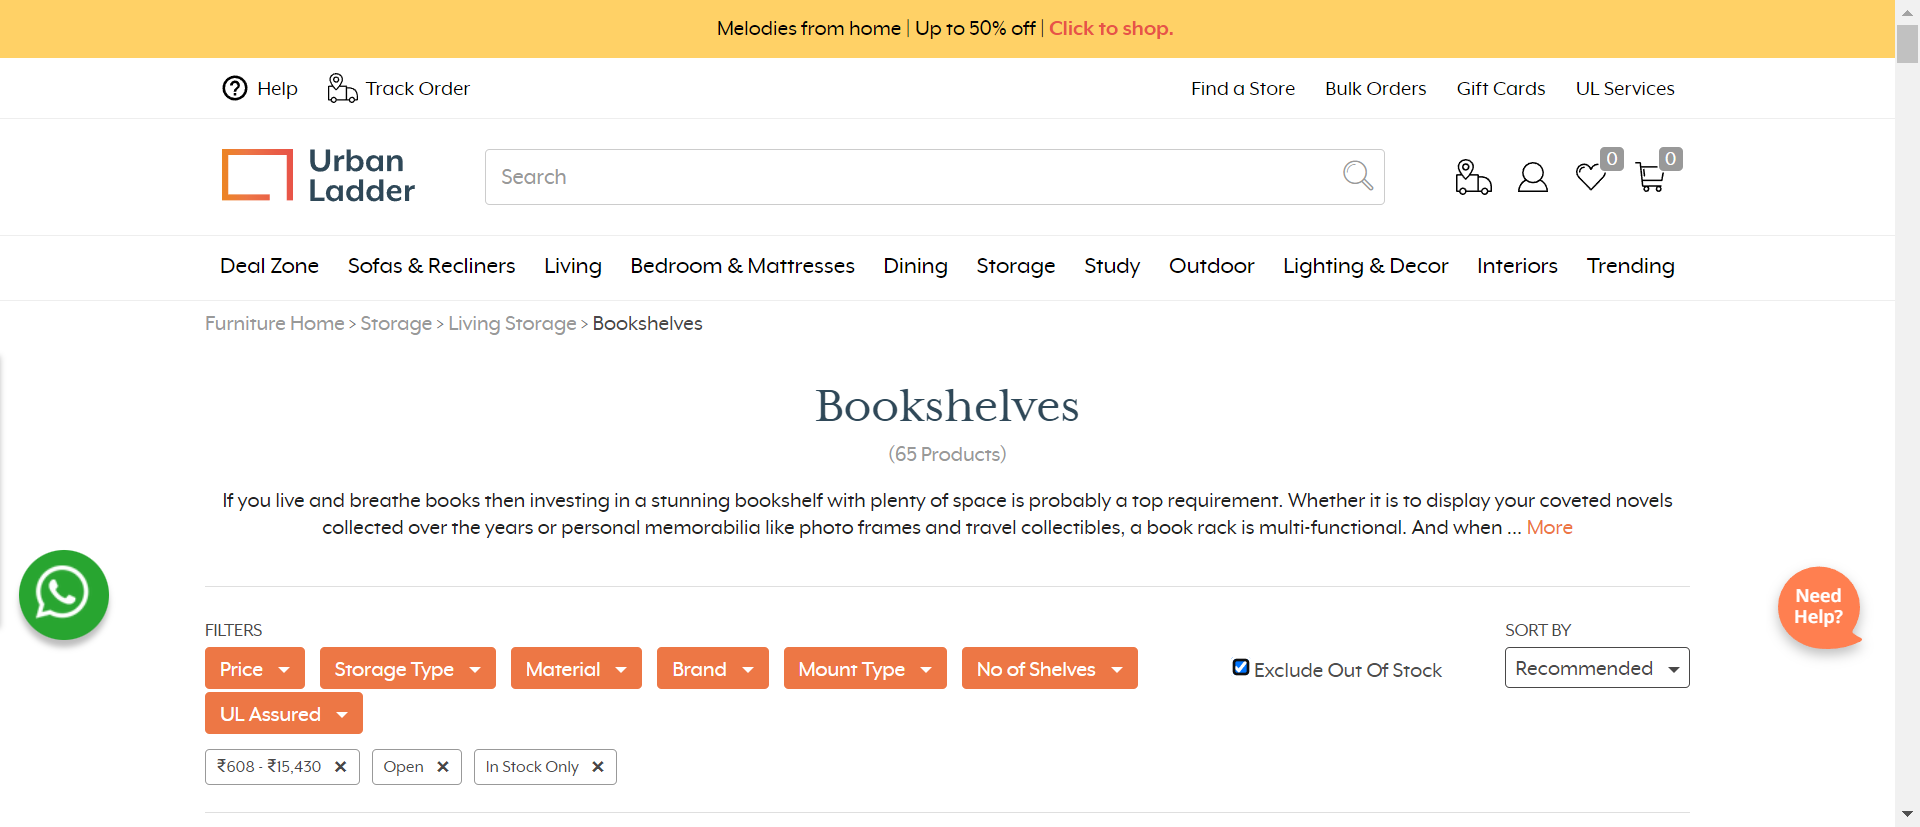 Melodies from home | Up to 50% off | Click to shop.
Help Track Order Find a Store Bulk Orders Gift Cards UL Services
Urban
Ladder
Search
0
0
Deal Zone Sofas & Recliners Living Bedroom & Mattresses Dining Storage Study Outdoor Lighting & Decor Interiors Trending
Furniture Home > Storage > Living Storage > Bookshelves
Bookshelves
(65 Products)
If you live and breathe books then investing in a stunning bookshelf with plenty of space is probably a top requirement. Whether it is to display your coveted novels
collected over the years or personal memorabilia like photo frames and travel collectibles, a book rack is multi-functional. And when ... More
Need
Help?
FILTERS SORT BY
Price Storage Type Material Brand Mount Type No of Shelves Exclude Out Of Stock Recommended
UL Assured
₹608 - ₹15,430 ✕ Open ✕ In Stock Only ✕